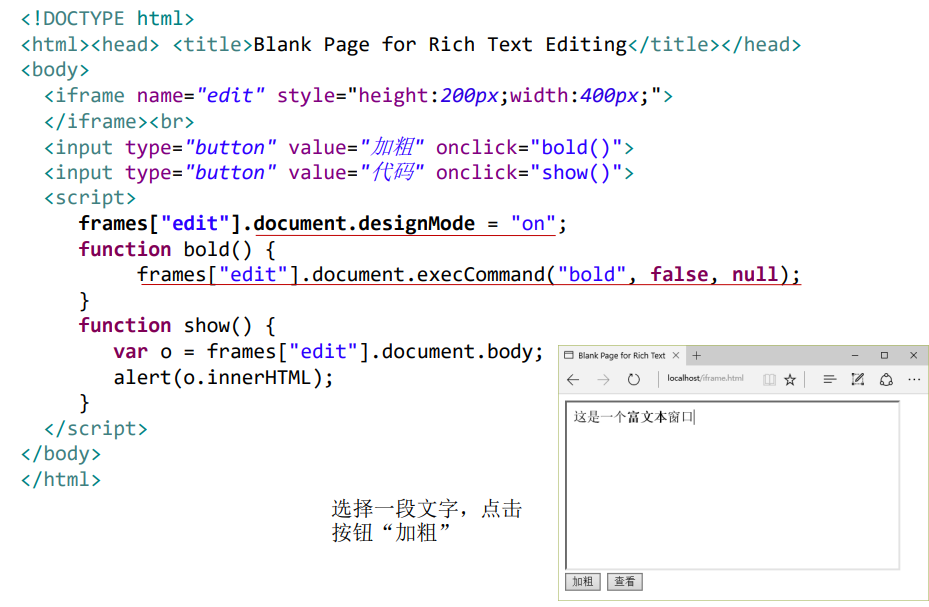 <!DOCTYPE html>
<html><head> <title>Blank Page for Rich Text Editing</title></head>
<body>
<iframe name="edit" style="height:200px;width:400px;">
</iframe><br>
<input type="button" value="加粗" onclick="bold()">
<input type="button" value="代码" onclick="show()">
<script>
frames["edit"].document.designMode = "on";
function bold() {
frames["edit"].document.execCommand("bold", false, null);
}
function show() {
var o = frames["edit"].document.body;
alert(o.innerHTML);
}
</script>
</body>
</html>
选择一段文字，点击
按钮“加粗”
Blank Page for Rich Text
localhost/iframe.html
这是一个富文本窗口
加粗 查看